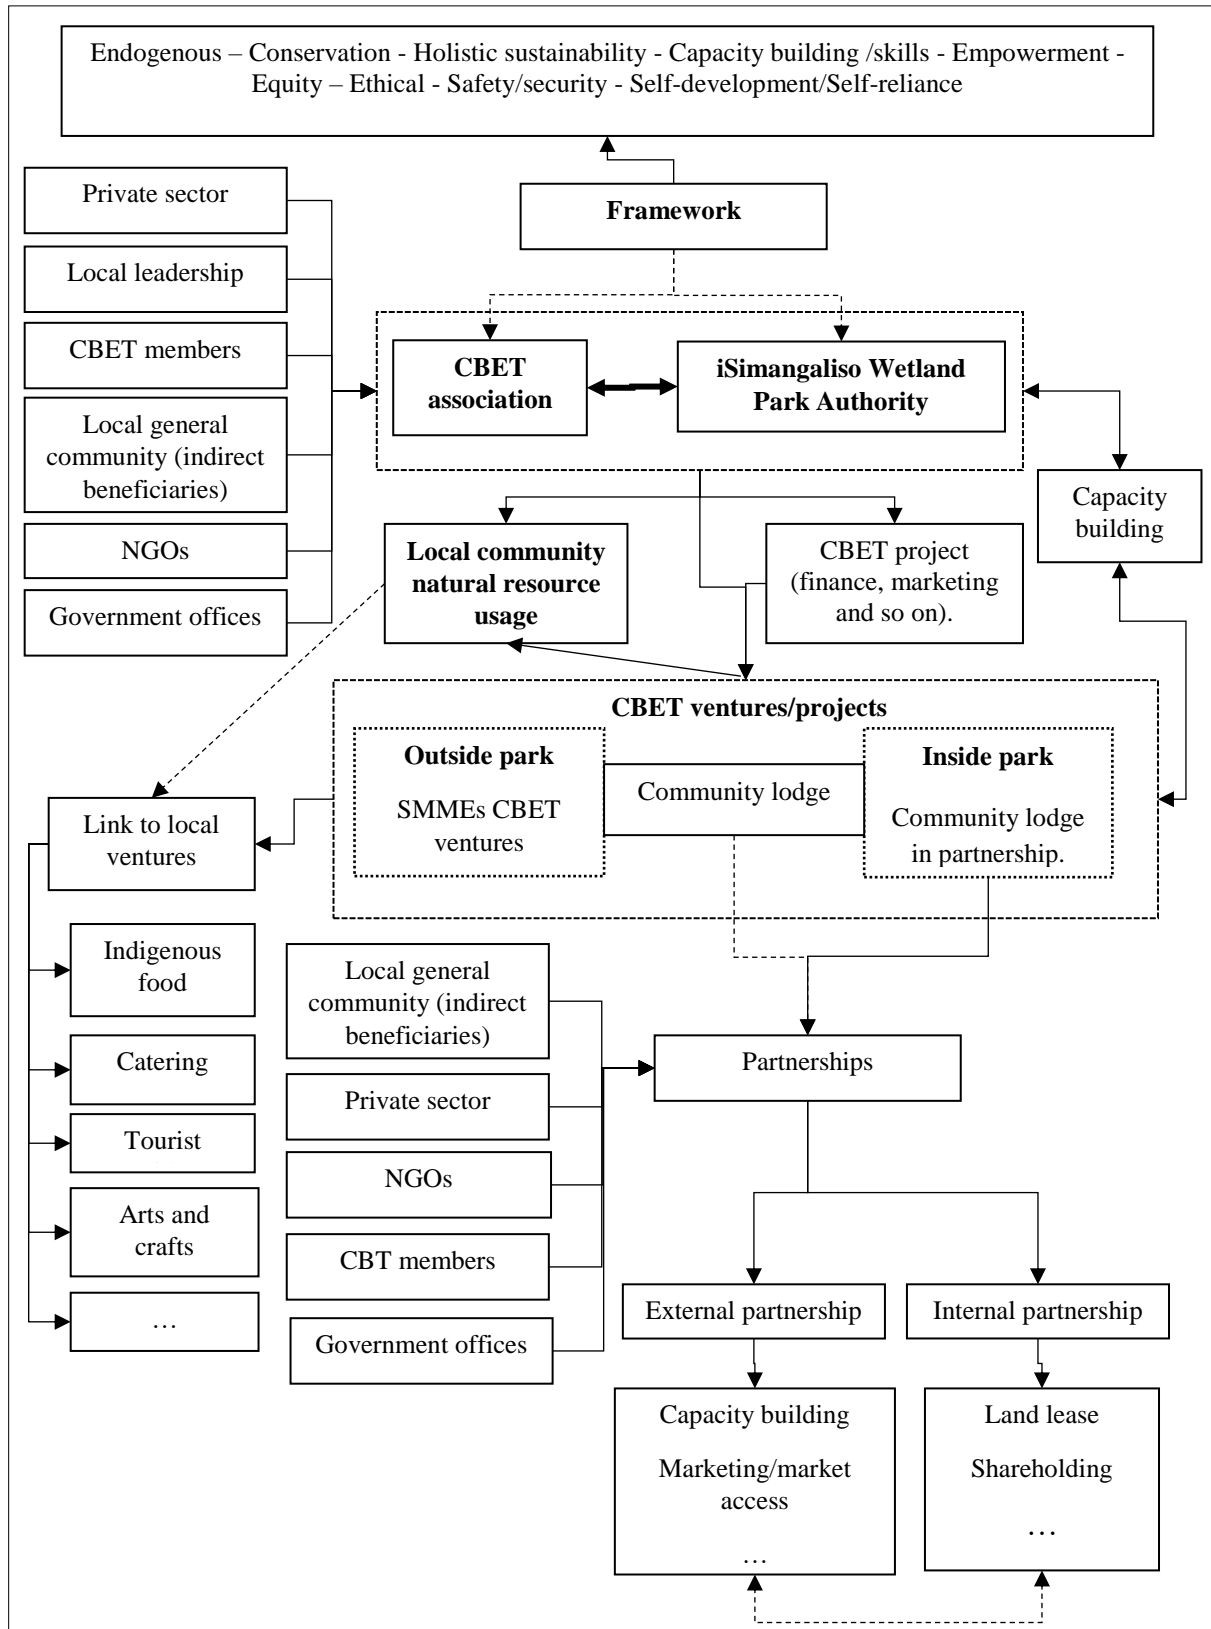 Endogenous – Conservation - Holistic sustainability - Capacity building /skills - Empowerment -
Equity – Ethical - Safety/security - Self-development/Self-reliance
Framework
Private sector
Local leadership
CBET members
Local general
community (indirect
beneficiaries)
NGOs
Government offices
CBET
association
iSimangaliso Wetland
Park Authority
Capacity
building
Local community
natural resource
usage
CBET project
(finance, marketing
and so on).
CBET ventures/projects
Outside park
SMMEs CBET
ventures
Community lodge
Inside park
Community lodge
in partnership.
Link to local
ventures
Indigenous
food
Catering
Tourist
Arts and
crafts
…
Local general
community (indirect
beneficiaries)
Private sector
NGOs
CBT members
Government offices
Partnerships
External partnership
Internal partnership
Capacity building
Marketing/market
access
…
Land lease
Shareholding
…